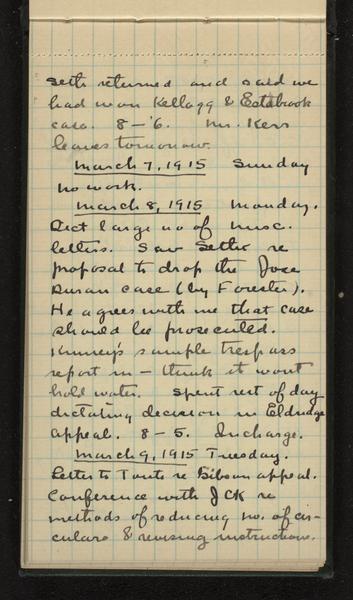 Seth returned and said we
had won Kellogg & Estabrook
case. 8 - 6. Mr. Kerr
leaves tomorrow.
March 7, 1915 Sunday
No work.
March 8, 1915 Monday.
Dict large no of misc.
letters. Saw re
proposal to drop the Jose
Duran case (by Forester).
He agrees with me that case
should be prosecuted.
Kinney's sample trespass
report in - think it wont
hold water. Spent rest of day
dictating decision in Eldridge
appeal. 8 - 5. Incharge.
March 9, 1915 Tuesday.
Letter to re Gibson appeal.
Conference with JCK re
methods of reducing no. of cir-
culars & revising instructions.